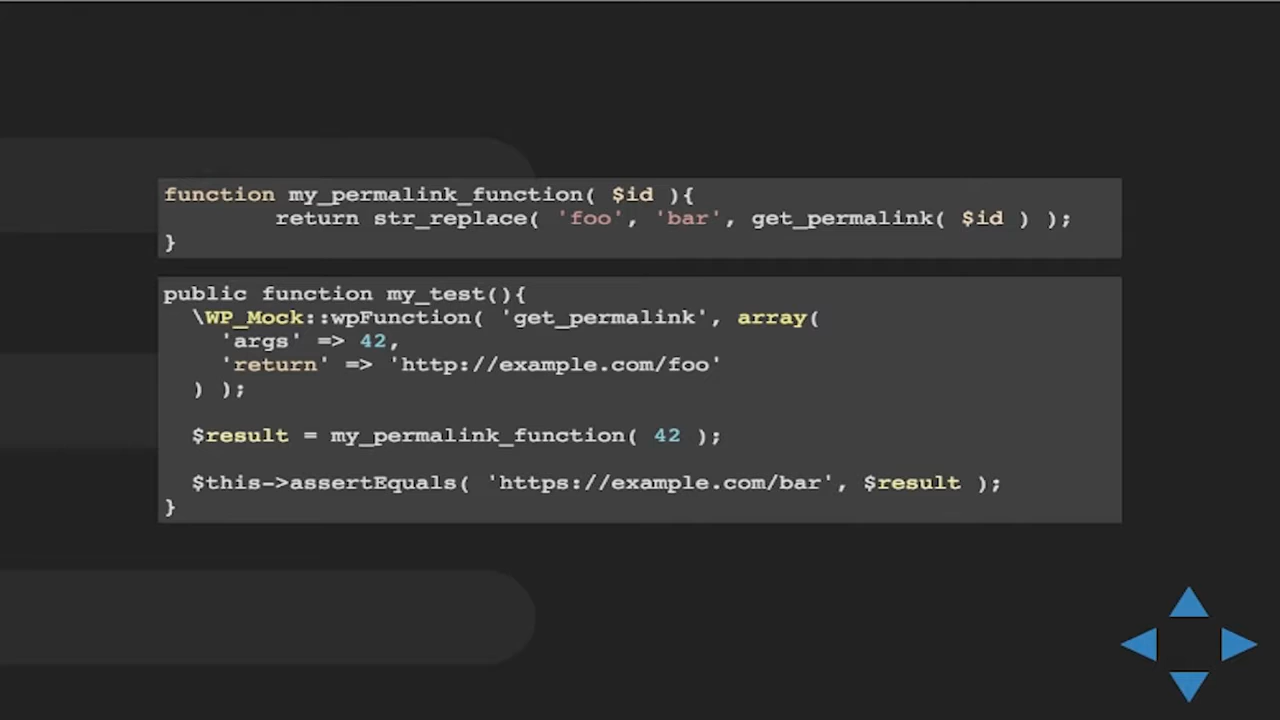 function my_permalink_function( $id ){
return str_replace( 'foo', 'bar', get_permalink( $id ) );
}
public function my_test(){
\WP_Mock::wpFunction( 'get_permalink', array(
'args' => 42,
'return' => 'http://example.com/foo'
) );
$result = my_permalink_function( 42 );
$this->assertEquals( 'https://example.com/bar', $result );
}